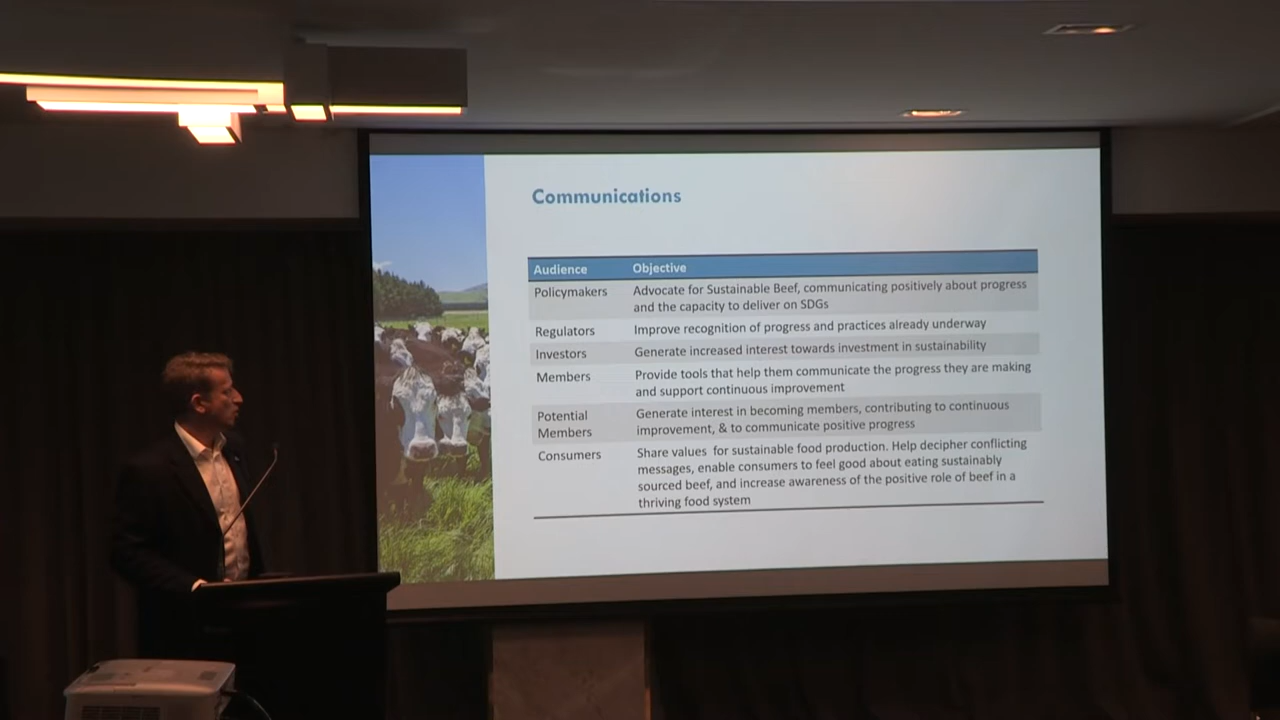 Communications
Audience Objective
Policymakers Advocate for Sustainable Beef, communicating positively about progress
and the capacity to deliver on SDGs
Regulators Improve recognition of progress and practices already underway
Investors Generate increased interest towards investment in sustainability
Members Provide tools that help them communicate the progress they are making
and support continuous improvement
Potential Generate interest in becoming members, contributing to continuous
Members improvement, & to communicate positive progress
Consumers Share values for sustainable food production. Help decipher conflicting
messages, enable consumers to feel good about eating sustainably
sourced beef, and increase awareness of the positive role of beef in a
thriving food system